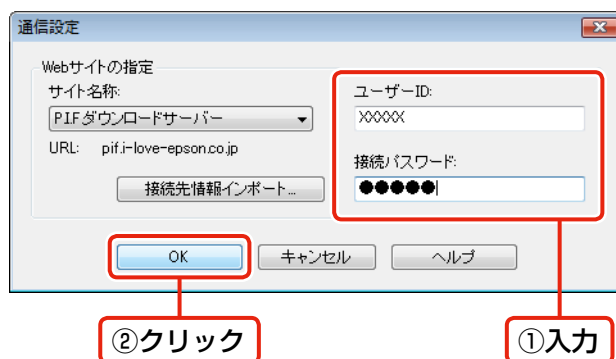 通信設定
Webサイトの指定
サイト名称:
P.I.Fダウンロードサーバー
URL: pif.i-love-epson.co.jp
接続先情報インポート...
ユーザーID:
XXXXX
接続パスワード:
●●●●●
OK
キャンセル
ヘルプ
②クリック
①入力